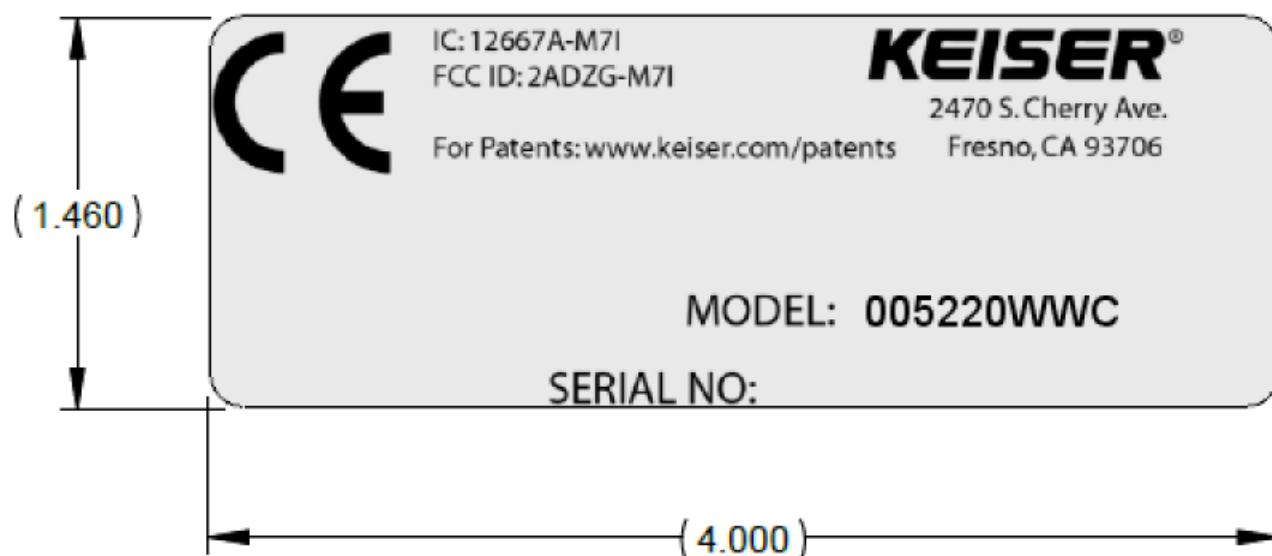 CE
IC: 12667A-M7I
FCC ID: 2ADZG-M7I
For Patents: www.keiser.com/patents
KEISER®
2470 S. Cherry Ave.
Fresno, CA 93706
(1.460)
MODEL: 005220WWC
SERIAL NO:
(4.000)